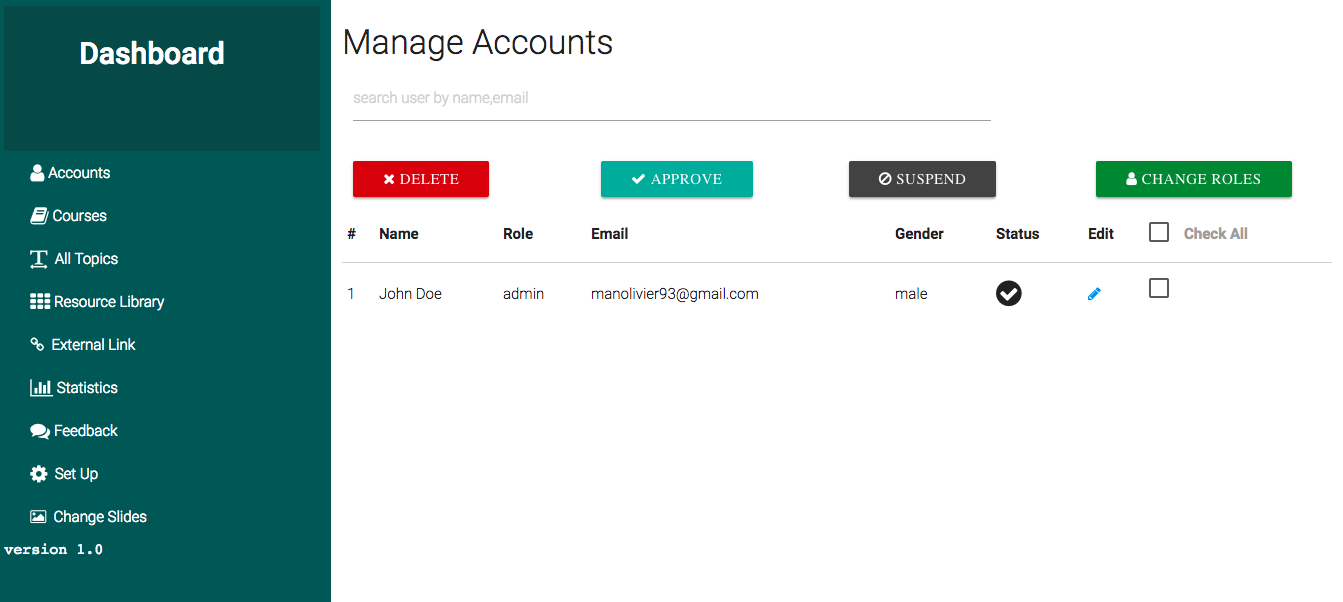 Dashboard
Accounts
Courses
All Topics
Resource Library
External Link
Statistics
Feedback
Set Up
Change Slides
version 1.0
Manage Accounts
search user by name,email
DELETE APPROVE SUSPEND CHANGE ROLES
# Name Role Email Gender Status Edit Check All
1 John Doe admin manolivier93@gmail.com male